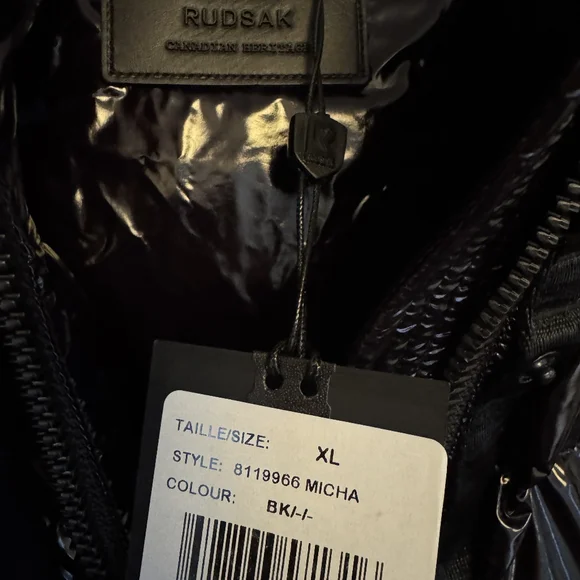 RUDSAK
CANADIAN HERITAGE
TAILLE/SIZE: XL
STYLE: 8119966 MICHA
COLOUR: BK/-/-